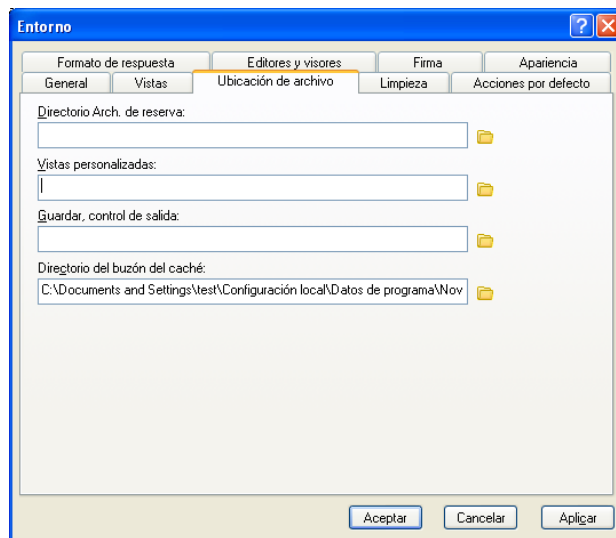 Entorno
Formato de respuesta Editores y visores Firma Apariencia
General Vistas Ubicación de archivo Limpieza Acciones por defecto
Directorio Arch. de reserva:
Vistas personalizadas:
Guardar, control de salida:
Directorio del buzón del caché:
C:\Documents and Settings\test\Configuración local\Datos de programa\Nov
Aceptar Cancelar Aplicar